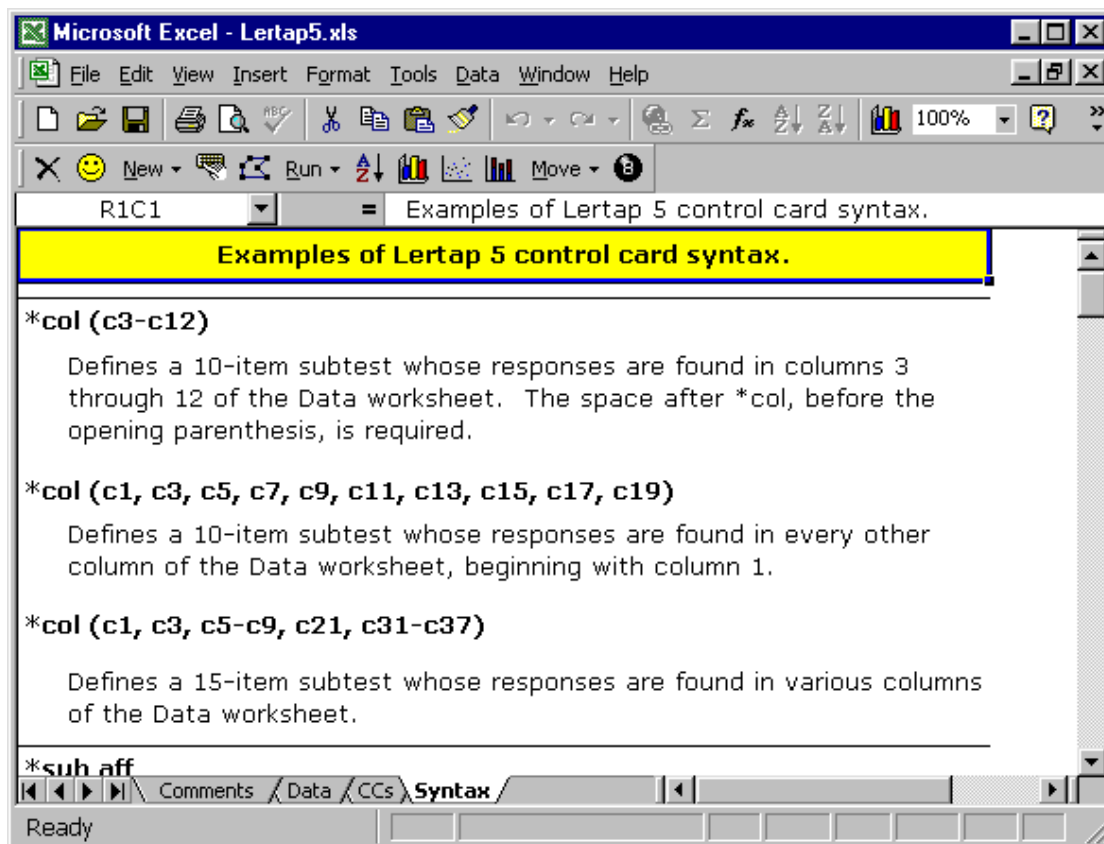 Microsoft Excel - Lertap5.xls
File Edit View Insert Format Tools Data Window Help
100%
New Run Move
R1C1 = Examples of Lertap 5 control card syntax.
Examples of Lertap 5 control card syntax.
*col (c3-c12)
Defines a 10-item subtest whose responses are found in columns 3
through 12 of the Data worksheet. The space after *col, before the
opening parenthesis, is required.
*col (c1, c3, c5, c7, c9, c11, c13, c15, c17, c19)
Defines a 10-item subtest whose responses are found in every other
column of the Data worksheet, beginning with column 1.
*col (c1, c3, c5-c9, c21, c31-c37)
Defines a 15-item subtest whose responses are found in various columns
of the Data worksheet.
*sub aff
Comments Data CCs Syntax
Ready